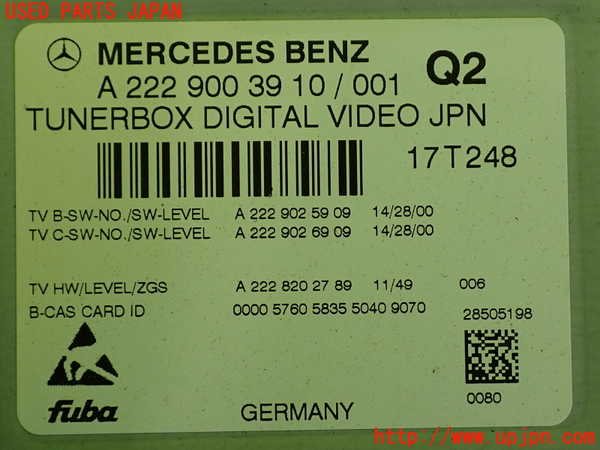 USED PARTS JAPAN
MERCEDES BENZ Q2
A 222 900 39 10 / 001
TUNERBOX DIGITAL VIDEO JPN
17T248
TV B-SW-NO./SW-LEVEL A 222 902 59 09 14/28/00
TV C-SW-NO./SW-LEVEL A 222 902 69 09 14/28/00
TV HW/LEVEL/ZGS A 222 820 27 89 11/49 006
B-CAS CARD ID 0000 5760 5835 5040 9070 28505198
0080
fuba GERMANY
http://www.upjpn.com/